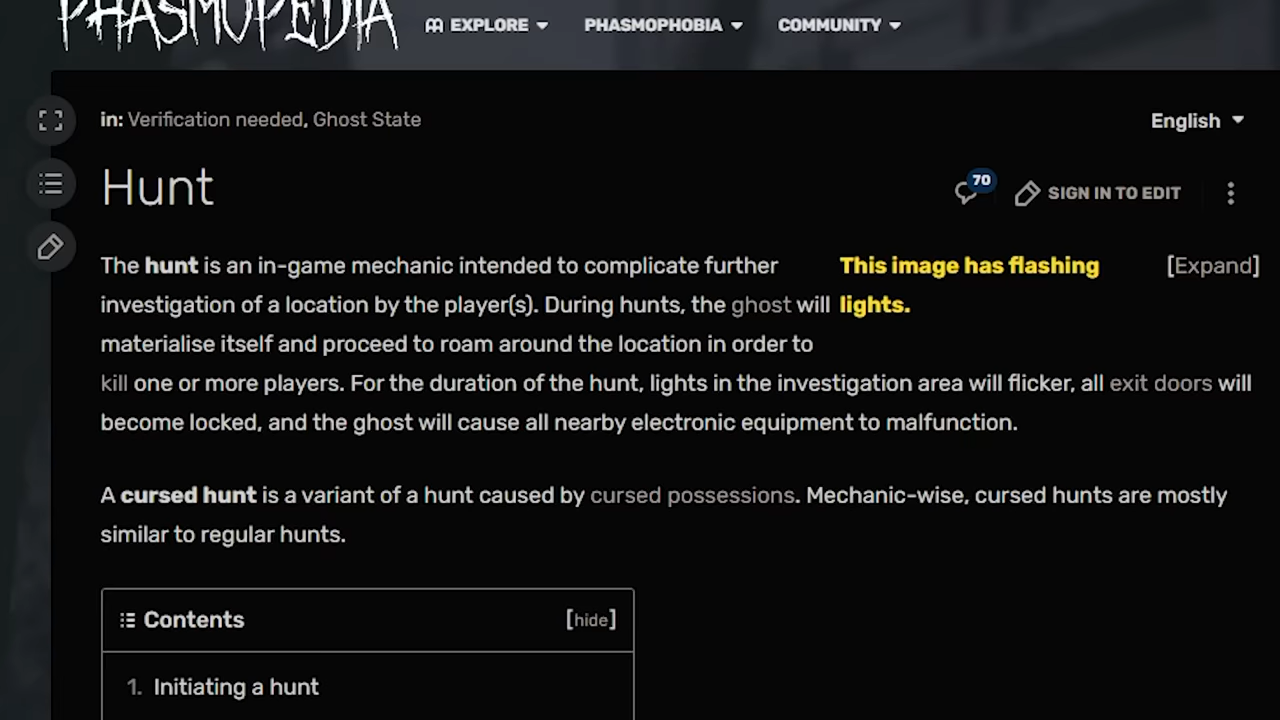 PHASMOPEDIA
EXPLORE PHASMOPHOBIA COMMUNITY
in: Verification needed, Ghost State
English
Hunt
70
SIGN IN TO EDIT
The hunt is an in-game mechanic intended to complicate further
investigation of a location by the player(s). During hunts, the ghost will
materialise itself and proceed to roam around the location in order to
kill one or more players. For the duration of the hunt, lights in the investigation area will flicker, all exit doors will
become locked, and the ghost will cause all nearby electronic equipment to malfunction.
This image has flashing
lights.
[Expand]
A cursed hunt is a variant of a hunt caused by cursed possessions. Mechanic-wise, cursed hunts are mostly
similar to regular hunts.
Contents [hide]
1. Initiating a hunt